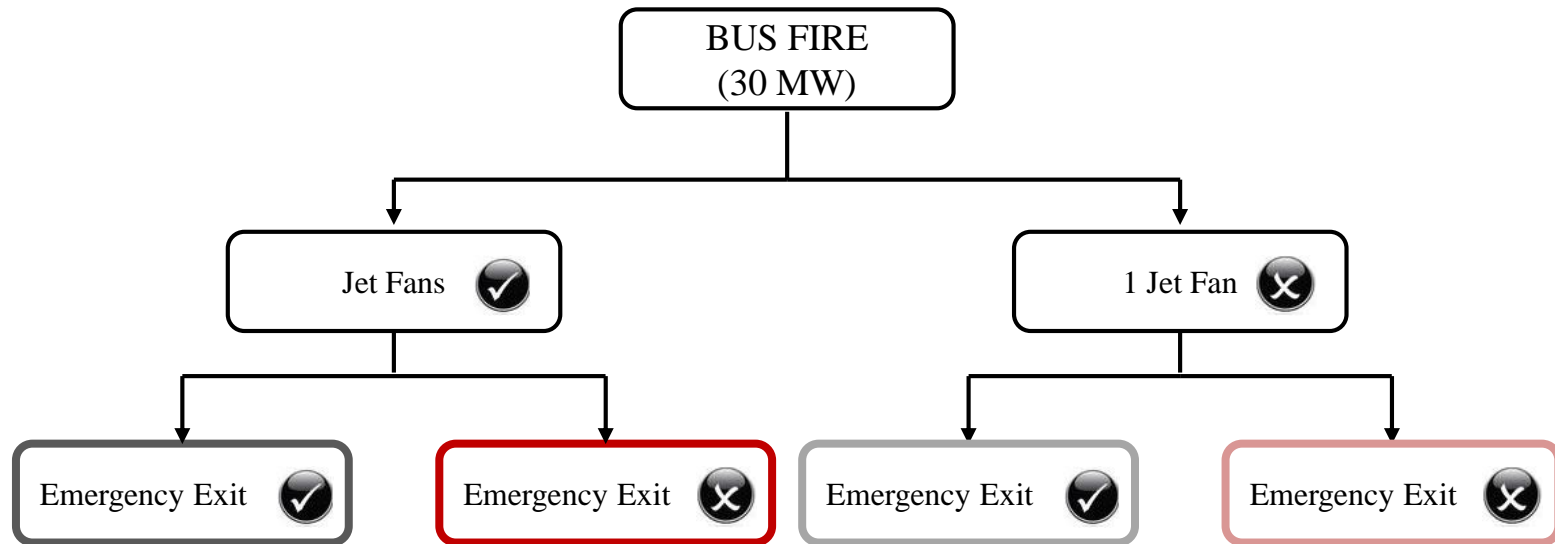 BUS FIRE
(30 MW)
Jet Fans
1 Jet Fan
Emergency Exit
Emergency Exit
Emergency Exit
Emergency Exit